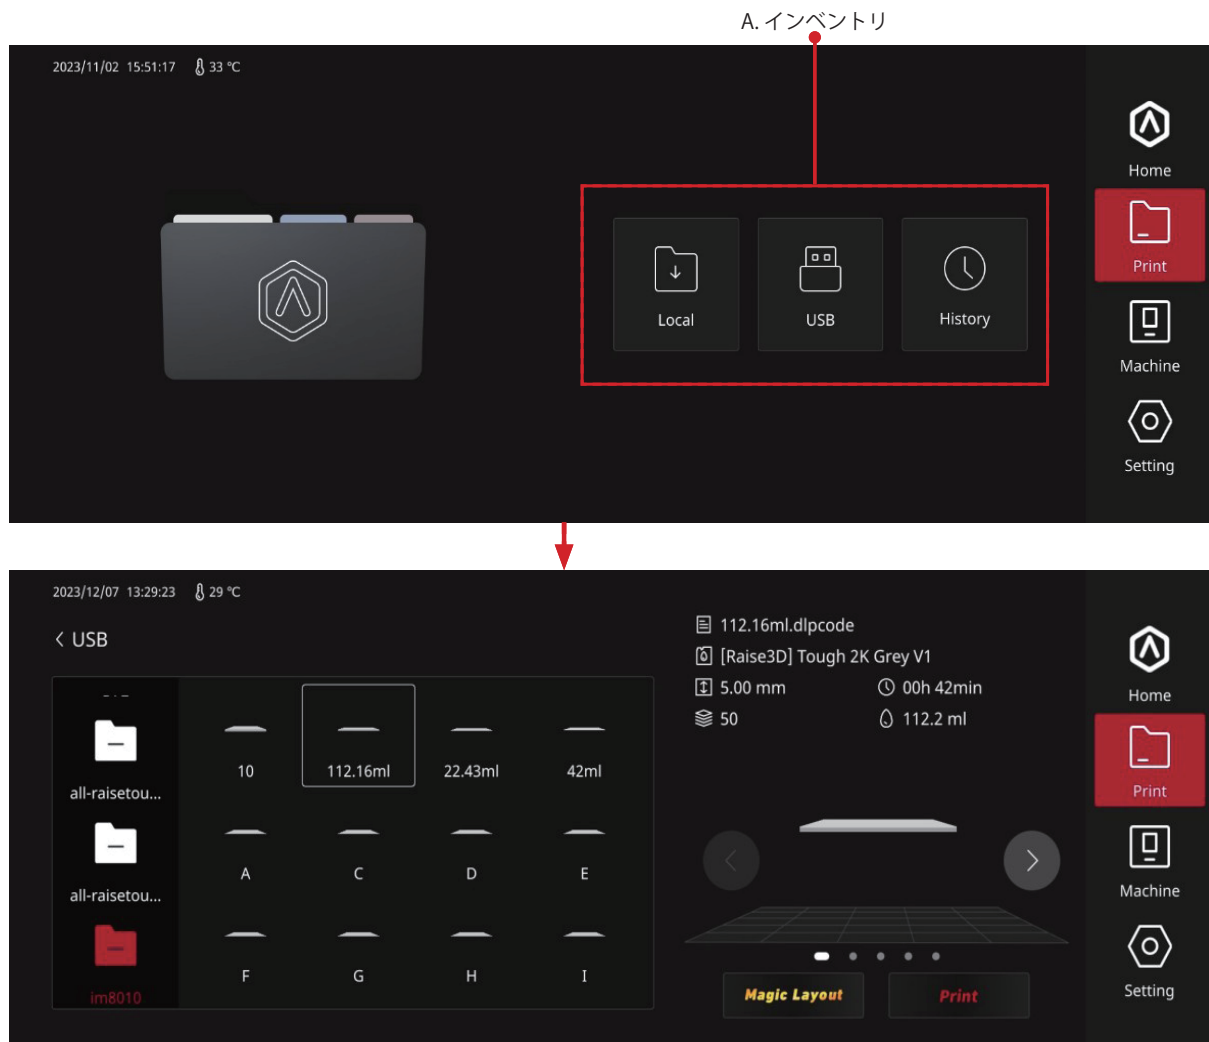 A. インベントリ
2023/11/02 15:51:17 33 ℃
Home
Print
Local
USB
History
Machine
Setting
2023/12/07 13:29:23 29 ℃
< USB
112.16ml.dlpcode
[Raise3D] Tough 2K Grey V1
5.00 mm
00h 42min
50
112.2 ml
all-raisetou...
all-raisetou...
im8010
10
112.16ml
22.43ml
42ml
A
C
D
E
F
G
H
I
Magic Layout
Print
Home
Print
Machine
Setting